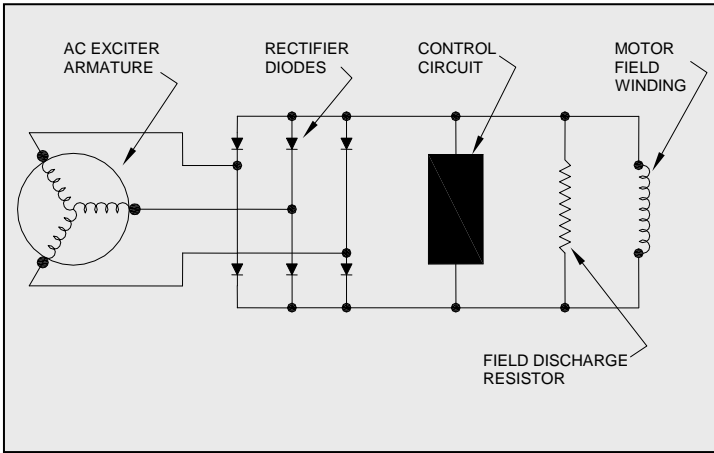 AC EXCITER
ARMATURE
RECTIFIER
DIODES
CONTROL
CIRCUIT
MOTOR
FIELD
WINDING
FIELD DISCHARGE
RESISTOR